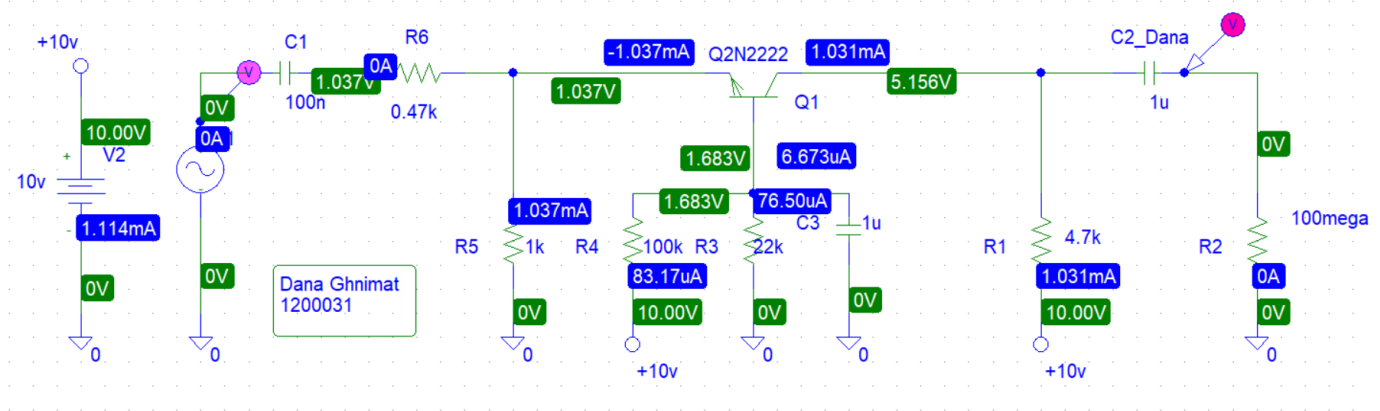 +10v
C1
R6
-1.037mA
Q2N2222
1.031mA
C2_Dana
V
V
0A
1.037V
100n
0.47k
1.037V
5.156V
Q1
1u
0V
0A
10.00V
+
V2
10v
-
1.114mA
0V
0V
0
0
Dana Ghnimat
1200031
1.683V
6.673uA
1.683V
76.50uA
C3
1u
1.037mA
R5
1k
R4
100k
R3
22k
83.17uA
0V
10.00V
0V
0V
0
+10v
0
0
0V
100mega
R1
4.7k
R2
1.031mA
0A
10.00V
0V
+10v
0